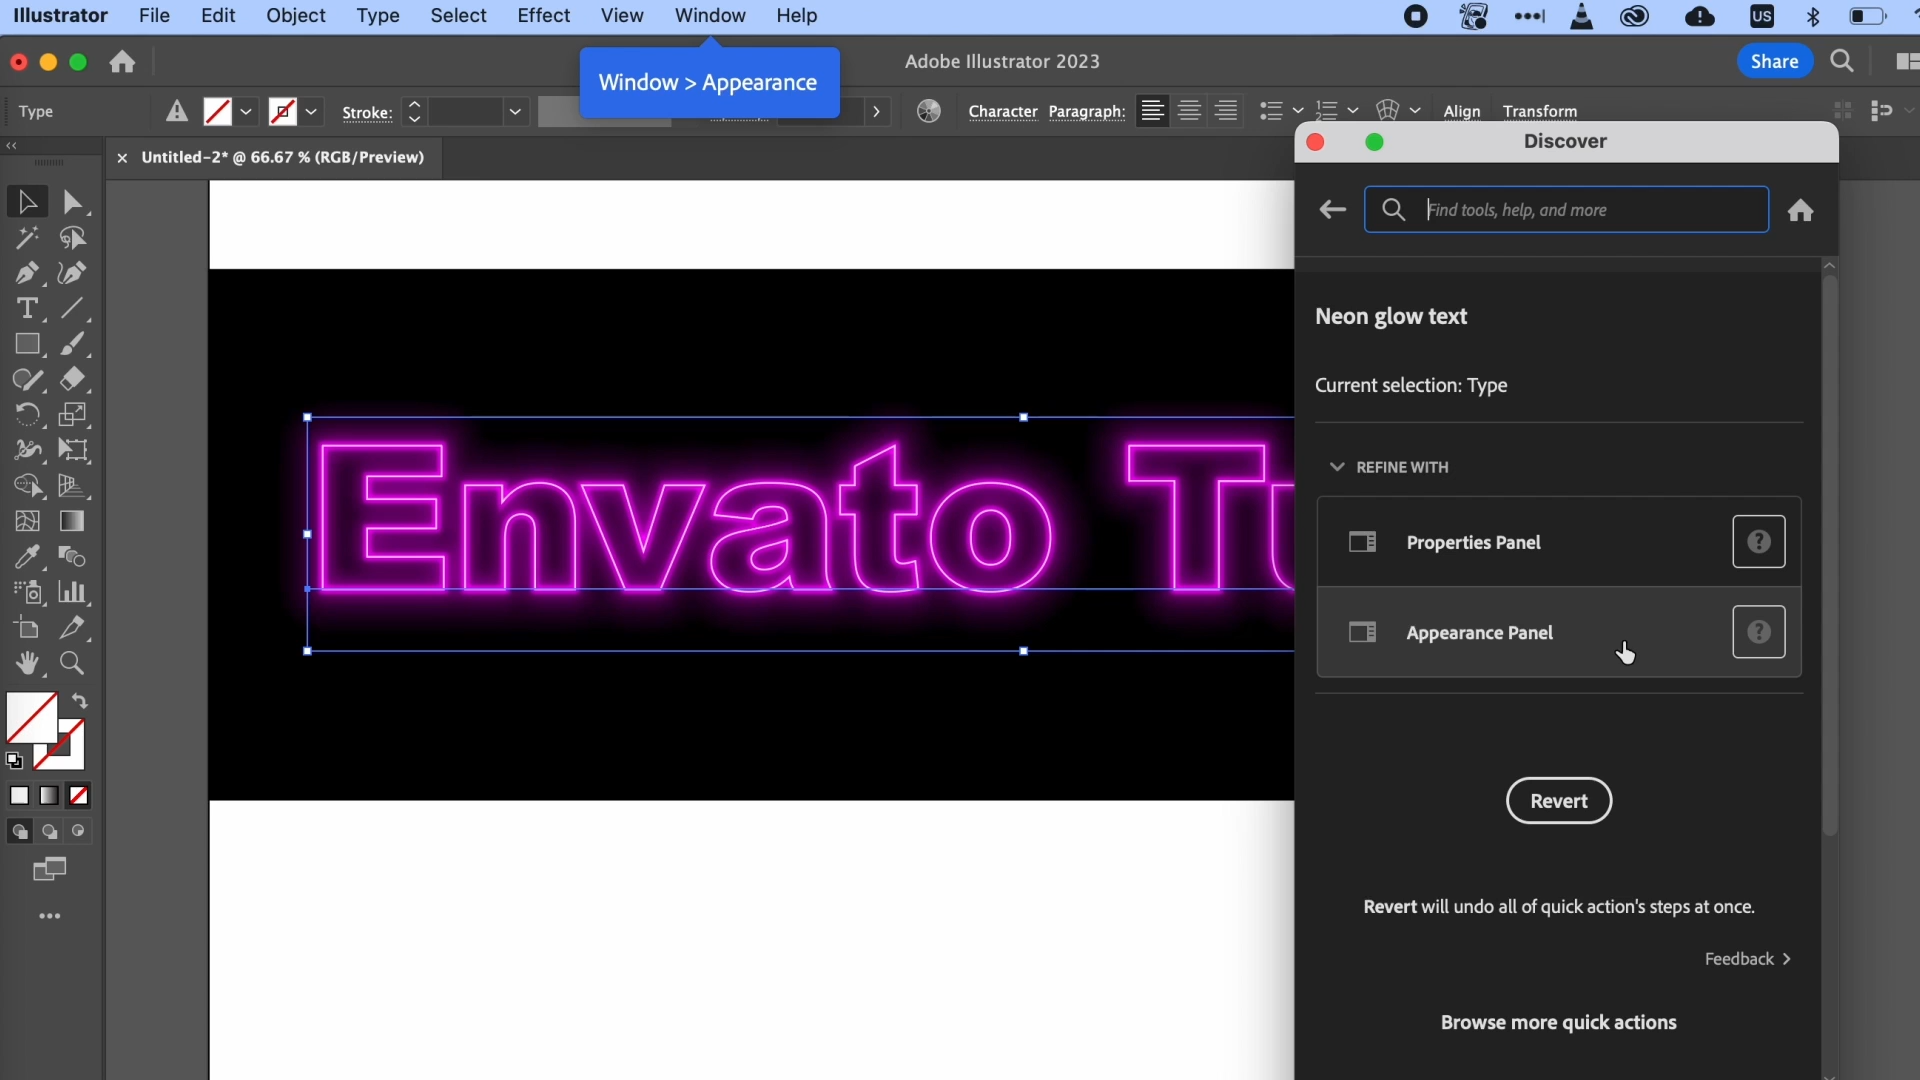 Illustrator File Edit Object Type Select Effect View Window Help
US
Window > Appearance
Adobe Illustrator 2023
Share
Type
Stroke:
Character Paragraph:
Align Transform
Untitled-2* @ 66.67 % (RGB/Preview)
Discover
Find tools, help, and more
Neon glow text
Current selection: Type
REFINE WITH
Properties Panel
Appearance Panel
Envato Tu
Revert
Revert will undo all of quick action's steps at once.
Feedback >
Browse more quick actions